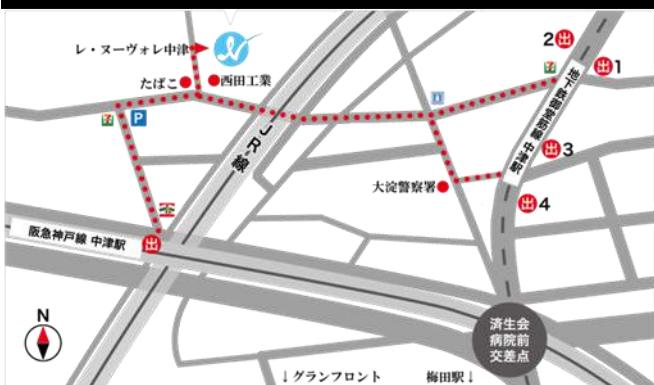 レ・ヌーヴォレ中津
たばこ
西田工業
7
P
JR線
D
2出
出1
7
地下鉄御堂筋線 中津駅
出3
大淀警察署
出4
阪急神戸線 中津駅
出
N
済生会
病院前
交差点
↓グランフロント
梅田駅↓